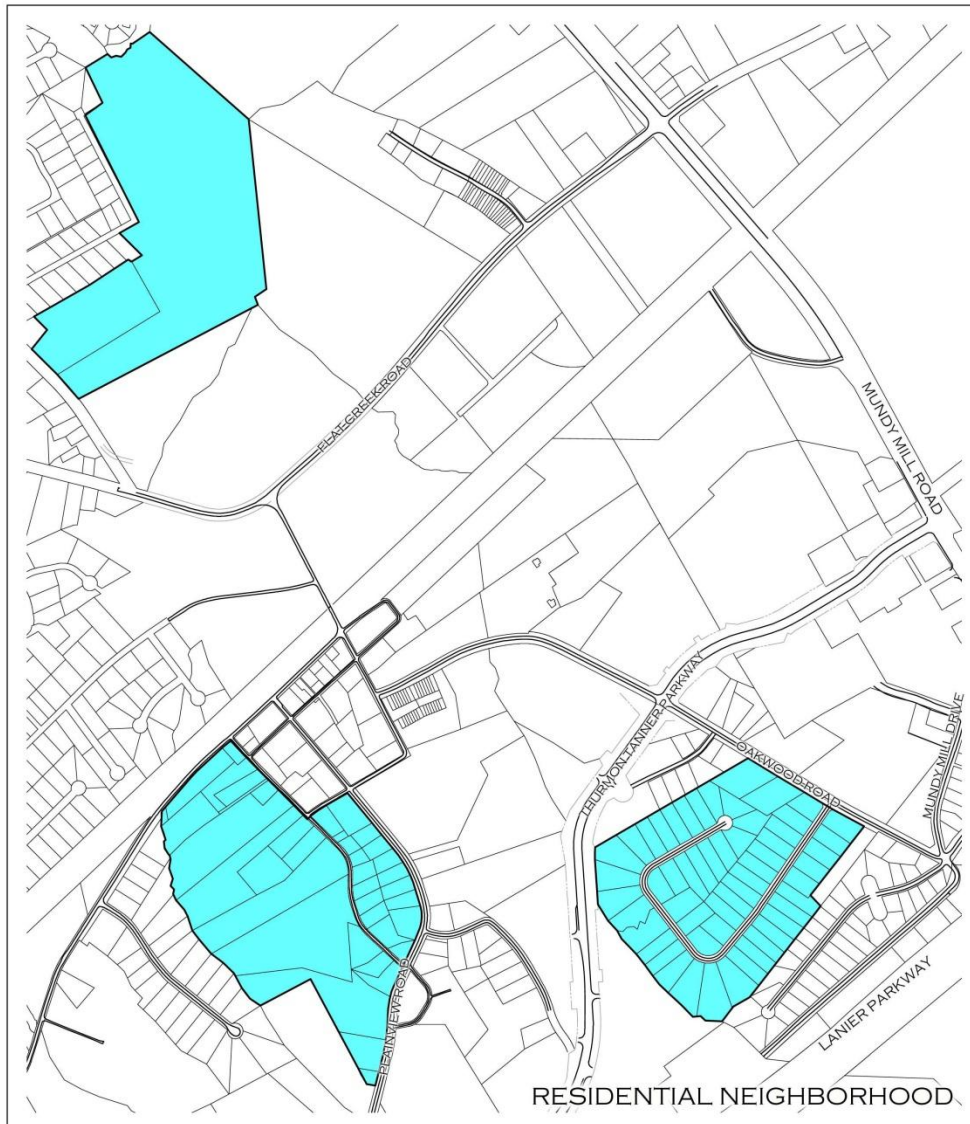 FLAT CREEK ROAD
MUNDY MILL ROAD
THURMON TANNER PARKWAY
OAKWOOD ROAD
MUNDY MILL DRIVE
PLAINVIEW ROAD
LANIER PARKWAY
RESIDENTIAL NEIGHBORHOOD